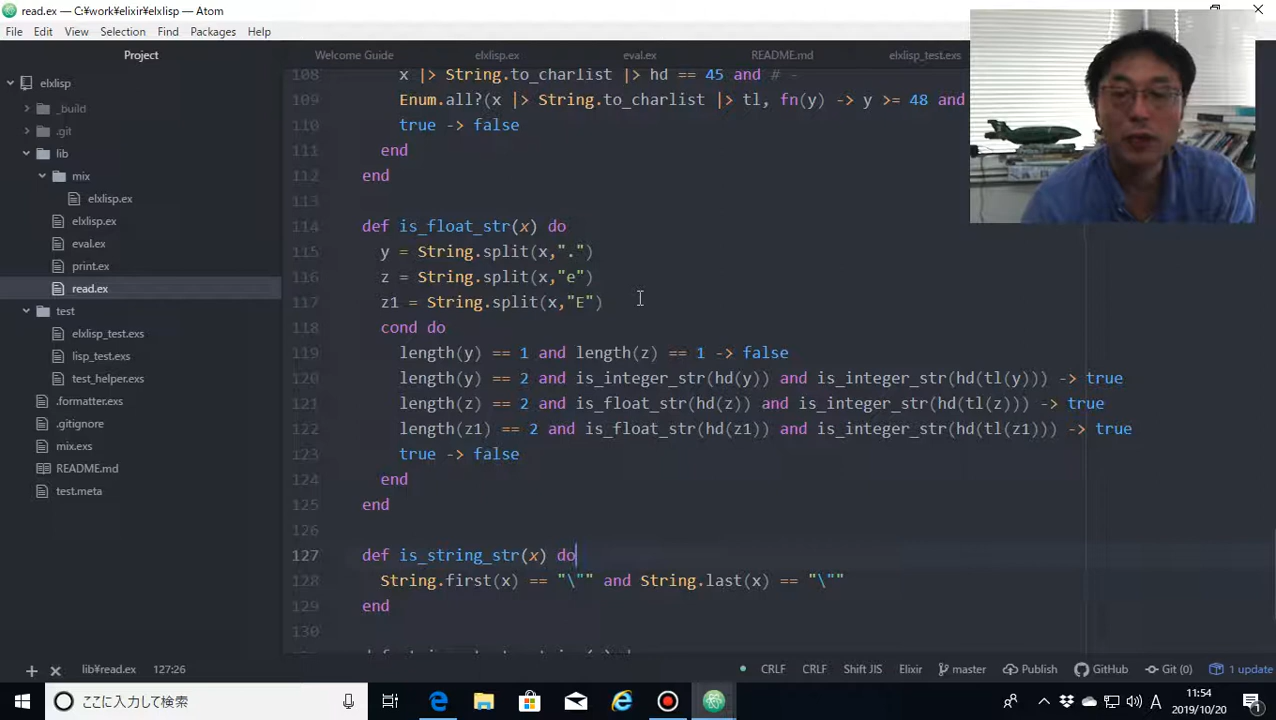 read.ex — C:¥work¥elixir¥elxlisp — Atom
File Edit View Selection Find Packages Help
Project
elxlisp
_build
.git
lib
mix
elxlisp.ex
elxlisp.ex
eval.ex
print.ex
read.ex
test
elxlisp_test.exs
lisp_test.exs
test_helper.exs
.formatter.exs
.gitignore
mix.exs
README.md
test.meta
Welcome Guide elxlisp.ex eval.ex README.md elxlisp_test.exs
108 x |> String.to_charlist |> hd == 45 and # -
109 Enum.all?(x |> String.to_charlist |> tl, fn(y) -> y >= 48 and
110 true -> false
111 end
112 end
113
114 def is_float_str(x) do
115 y = String.split(x,".")
116 z = String.split(x,"e")
117 z1 = String.split(x,"E")
118 cond do
119 length(y) == 1 and length(z) == 1 -> false
120 length(y) == 2 and is_integer_str(hd(y)) and is_integer_str(hd(tl(y))) -> true
121 length(z) == 2 and is_float_str(hd(z)) and is_integer_str(hd(tl(z))) -> true
122 length(z1) == 2 and is_float_str(hd(z1)) and is_integer_str(hd(tl(z1))) -> true
123 true -> false
124 end
125 end
126
127 def is_string_str(x) do
128 String.first(x) == "\"" and String.last(x) == "\""
129 end
130
lib¥read.ex 127:26 CRLF CRLF Shift JIS Elixir master Publish GitHub Git (0) 1 update
ここに入力して検索
A 11:54
2019/10/20 1